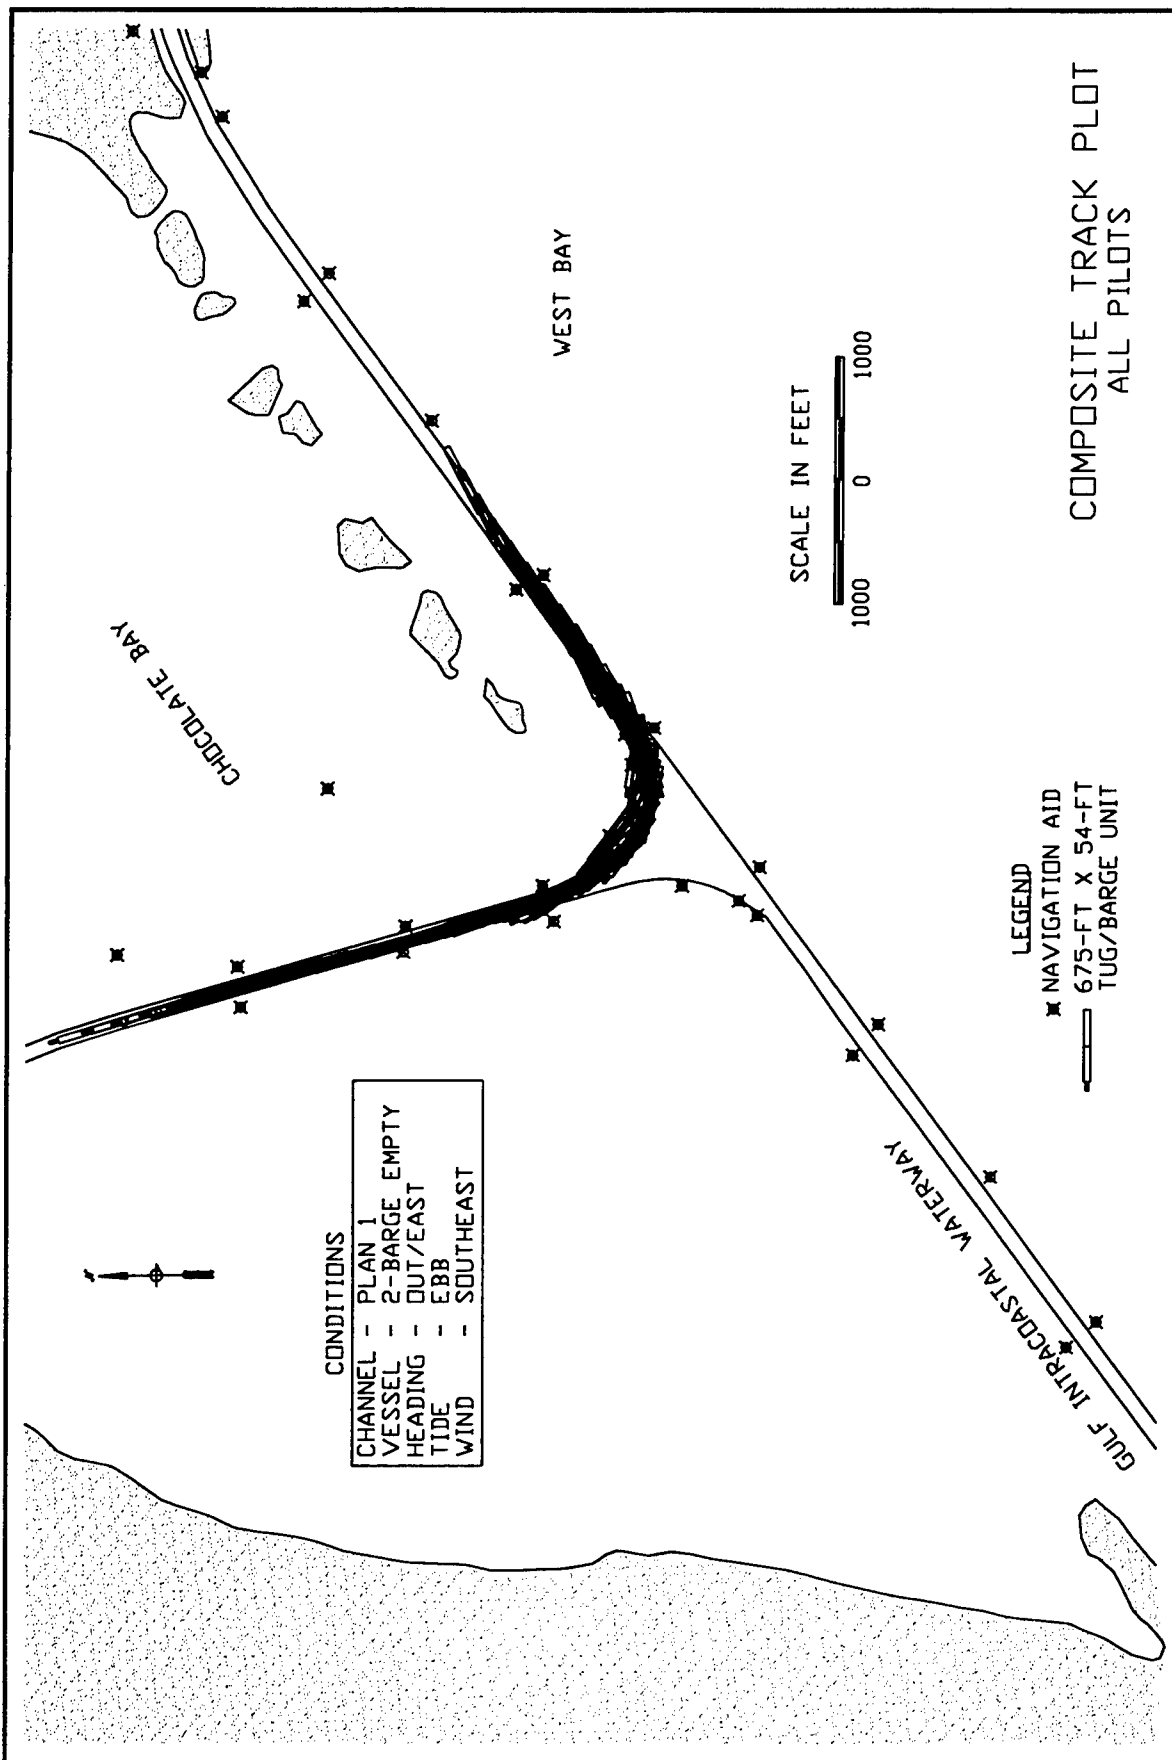 CHOCOLATE BAY
WEST BAY
GULF INTRACOASTAL WATERWAY
CONDITIONS
CHANNEL - PLAN 1
VESSEL - 2-BARGE EMPTY
HEADING - OUT/EAST
TIDE - EBB
WIND - SOUTHEAST
SCALE IN FEET
1000 0 1000
LEGEND
NAVIGATION AID
675-FT X 54-FT
TUG/BARGE UNIT
COMPOSITE TRACK PLOT
ALL PILOTS